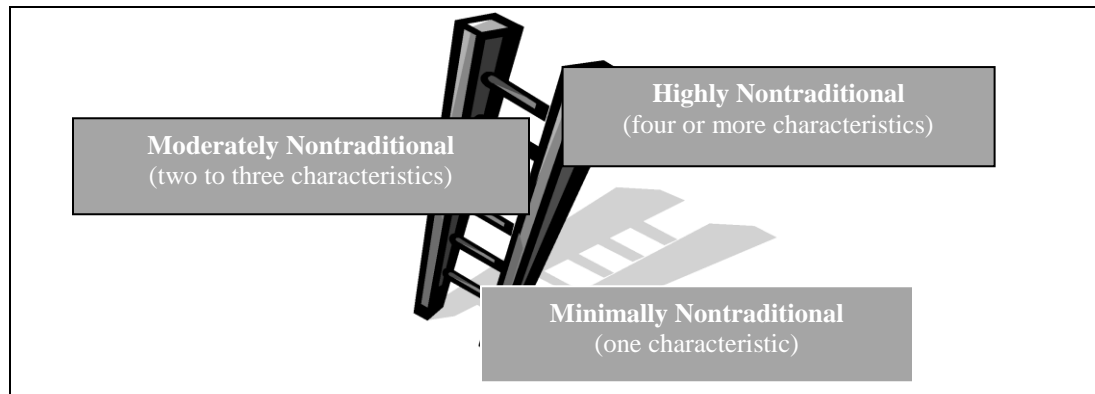 Highly Nontraditional
(four or more characteristics)
Moderately Nontraditional
(two to three characteristics)
Minimally Nontraditional
(one characteristic)